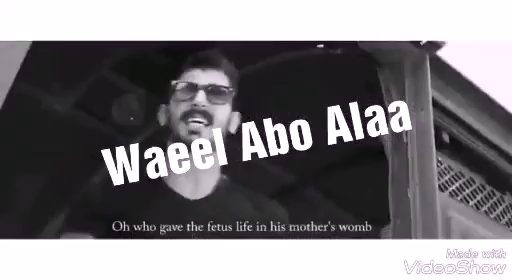 Waeel Abo Alaa
Oh who gave the fetus life in his mother's womb
Made with
VideoShow